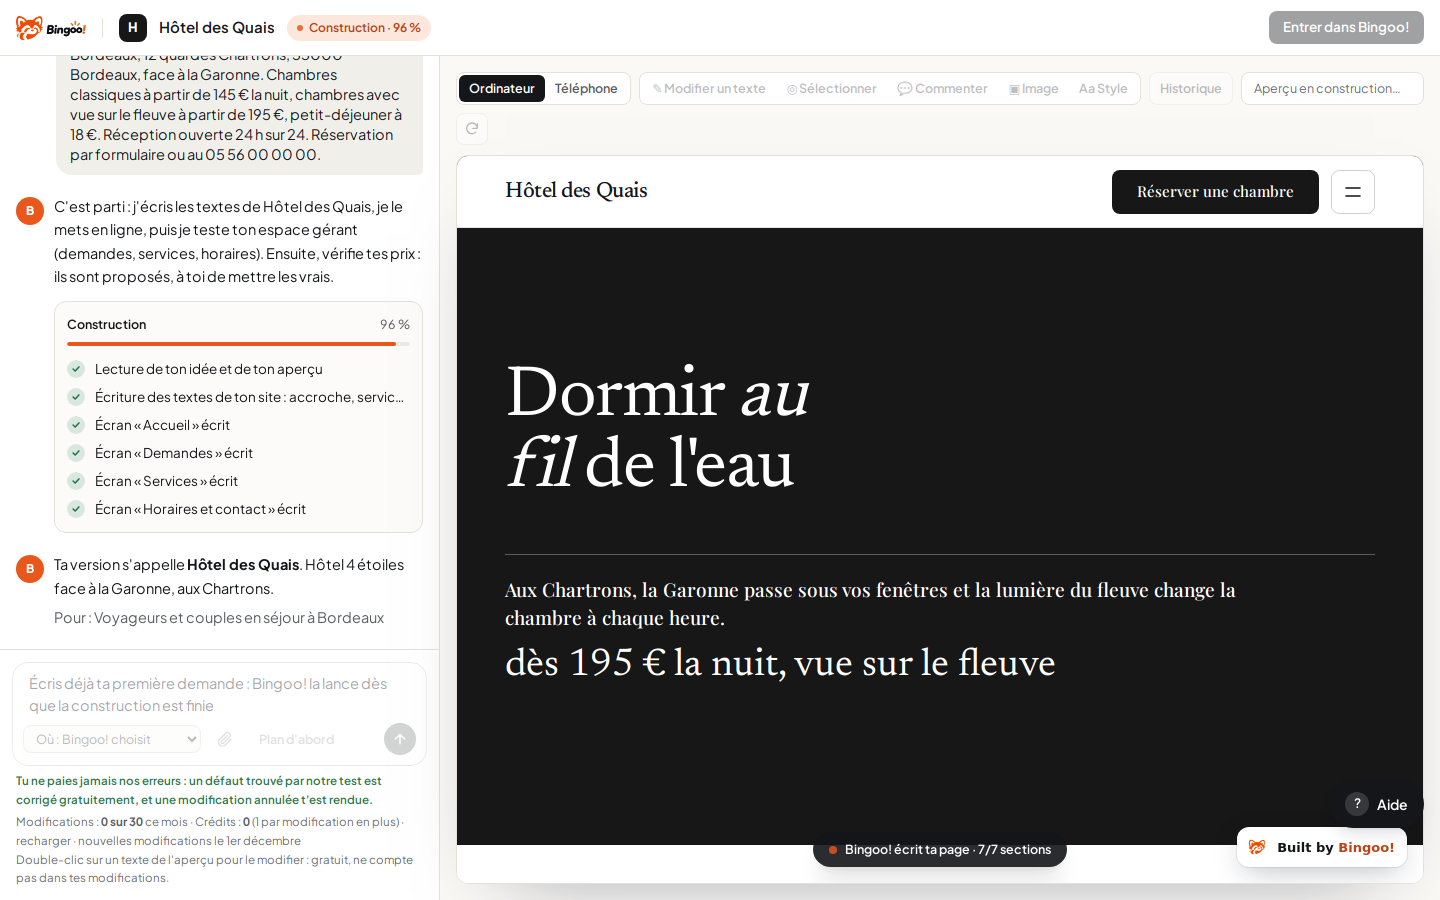 Bingoo!
H
Hôtel des Quais
Construction · 96 %
Entrer dans Bingoo!
Bordeaux, 12 quai des Chartrons, 33000
Bordeaux, face à la Garonne. Chambres
classiques à partir de 145 € la nuit, chambres avec
vue sur le fleuve à partir de 195 €, petit-déjeuner à
18 €. Réception ouverte 24 h sur 24. Réservation
par formulaire ou au 05 56 00 00 00.
B
C'est parti : j'écris les textes de Hôtel des Quais, je le
mets en ligne, puis je teste ton espace gérant
(demandes, services, horaires). Ensuite, vérifie tes prix :
ils sont proposés, à toi de mettre les vrais.
Construction
96 %
Lecture de ton idée et de ton aperçu
Écriture des textes de ton site : accroche, servic...
Écran « Accueil » écrit
Écran « Demandes » écrit
Écran « Services » écrit
Écran « Horaires et contact » écrit
B
Ta version s'appelle Hôtel des Quais. Hôtel 4 étoiles
face à la Garonne, aux Chartrons.
Pour : Voyageurs et couples en séjour à Bordeaux
Écris déjà ta première demande : Bingoo! la lance dès
que la construction est finie
Où : Bingoo! choisit
Plan d'abord
Tu ne paies jamais nos erreurs : un défaut trouvé par notre test est
corrigé gratuitement, et une modification annulée t'est rendue.
Modifications : 0 sur 30 ce mois · Crédits : 0 (1 par modification en plus) ·
recharger · nouvelles modifications le 1er décembre
Double-clic sur un texte de l'aperçu pour le modifier : gratuit, ne compte
pas dans tes modifications.
Ordinateur
Téléphone
Modifier un texte
Sélectionner
Commenter
Image
Aa Style
Historique
Aperçu en construction...
Hôtel des Quais
Réserver une chambre
Dormir au
fil de l'eau
Aux Chartrons, la Garonne passe sous vos fenêtres et la lumière du fleuve change la
chambre à chaque heure.
dès 195 € la nuit, vue sur le fleuve
? Aide
Bingoo! écrit ta page · 7/7 sections
Built by Bingoo!